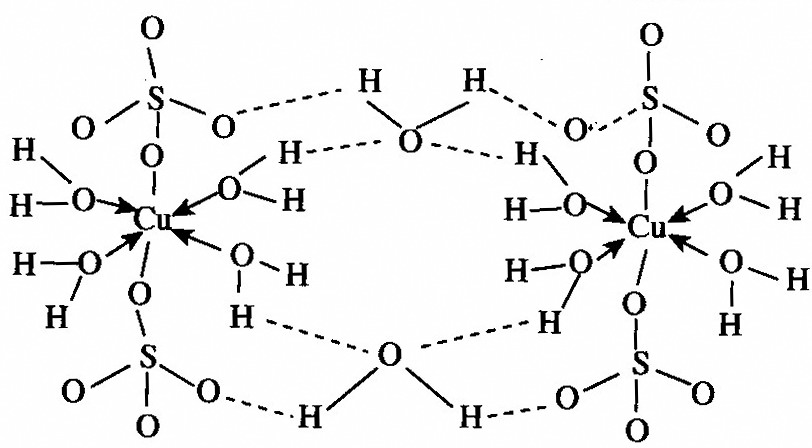 O O
H H
S S
O O O O
H H O H H
O O
H O O H H O O H
Cu Cu
H O O H H O O H
O H H O H
H O
S S
O O H H O O
O O